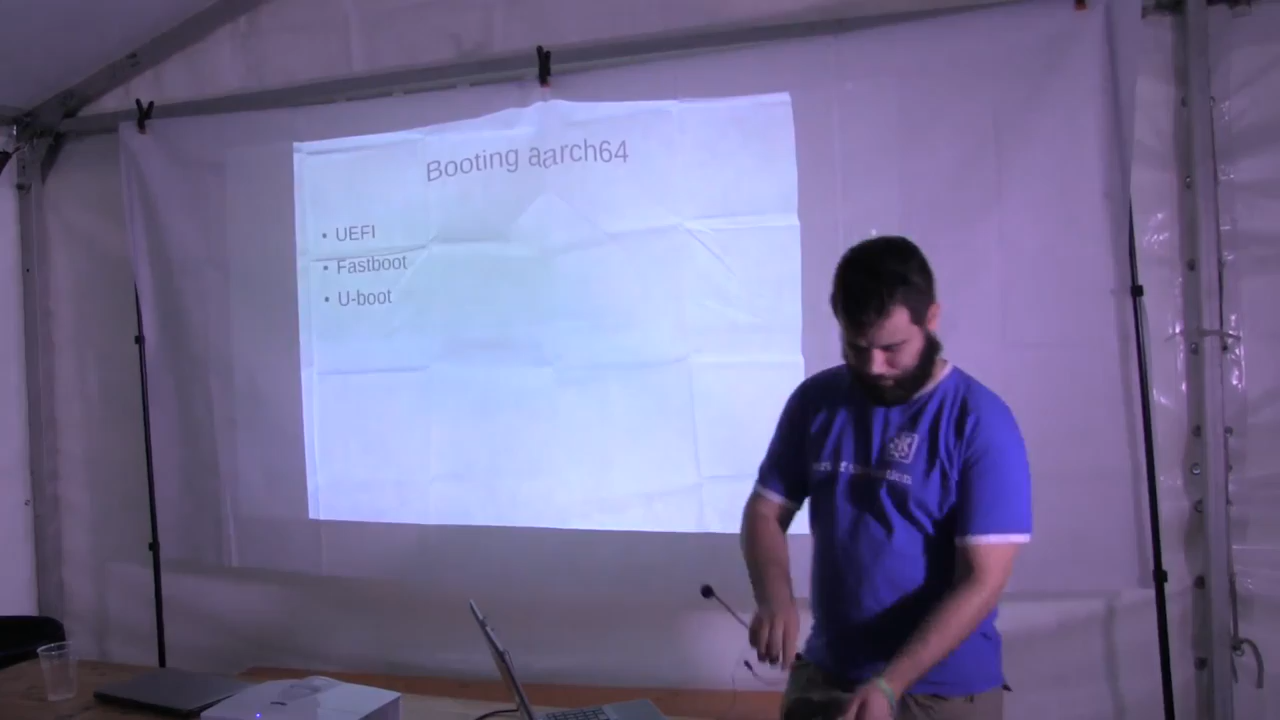 Booting aarch64
• UEFI
• Fastboot
• U-boot